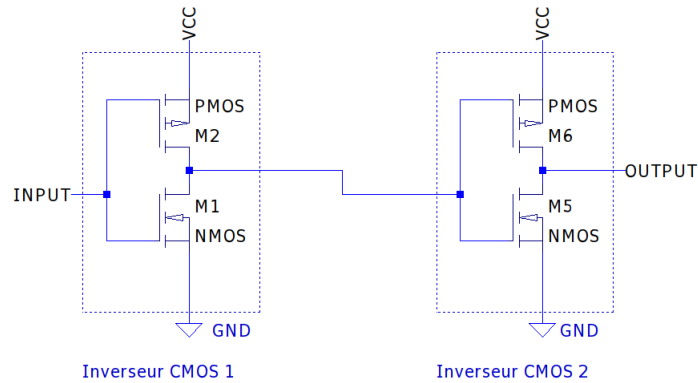 VCC
VCC
PMOS
M2
PMOS
M6
INPUT
OUTPUT
M1
NMOS
M5
NMOS
GND
GND
Inverseur CMOS 1
Inverseur CMOS 2